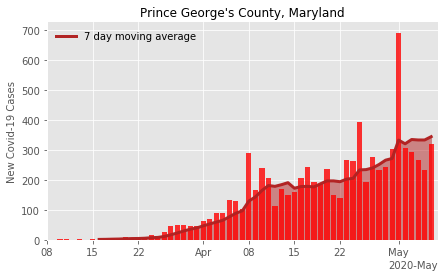 Prince George's County, Maryland
7 day moving average
New Covid-19 Cases
700
600
500
400
300
200
100
0
08 15 22 Apr 08 15 22 May
2020-May